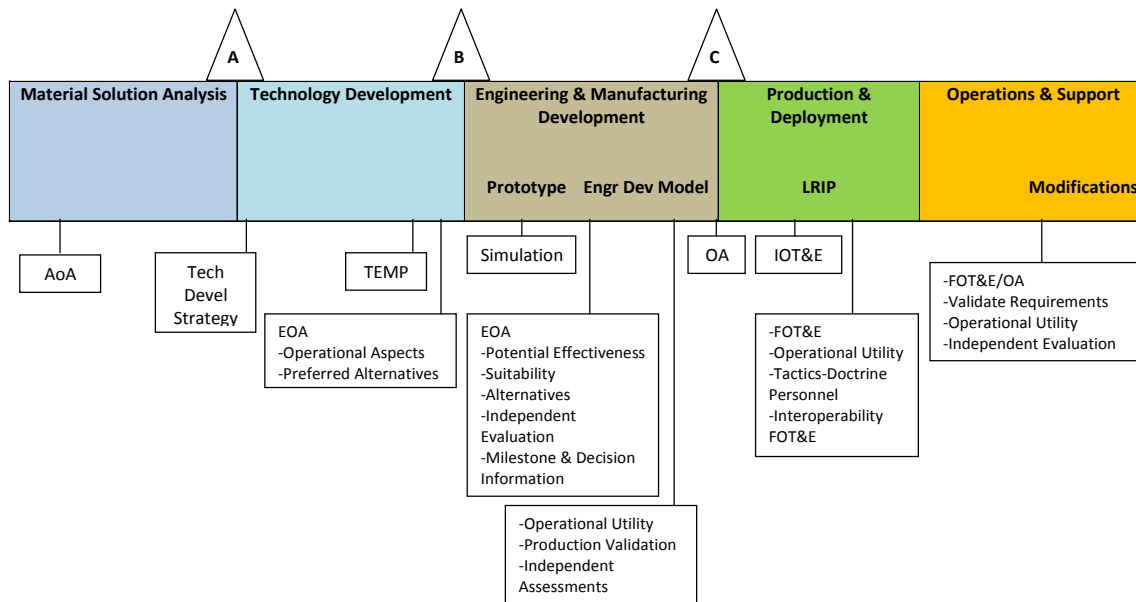 A
B
C
Material Solution Analysis
Technology Development
Engineering & Manufacturing
Development
Production &
Deployment
Operations & Support
Prototype
Engr Dev Model
LRIP
Modifications
AoA
Tech
Devel
Strategy
TEMP
Simulation
OA
IOT&E
EOA
-Operational Aspects
-Preferred Alternatives
EOA
-Potential Effectiveness
-Suitability
-Alternatives
-Independent
Evaluation
-Milestone & Decision
Information
-Operational Utility
-Production Validation
-Independent
Assessments
-FOT&E
-Operational Utility
-Tactics-Doctrine
Personnel
-Interoperability
FOT&E
-FOT&E/OA
-Validate Requirements
-Operational Utility
-Independent Evaluation